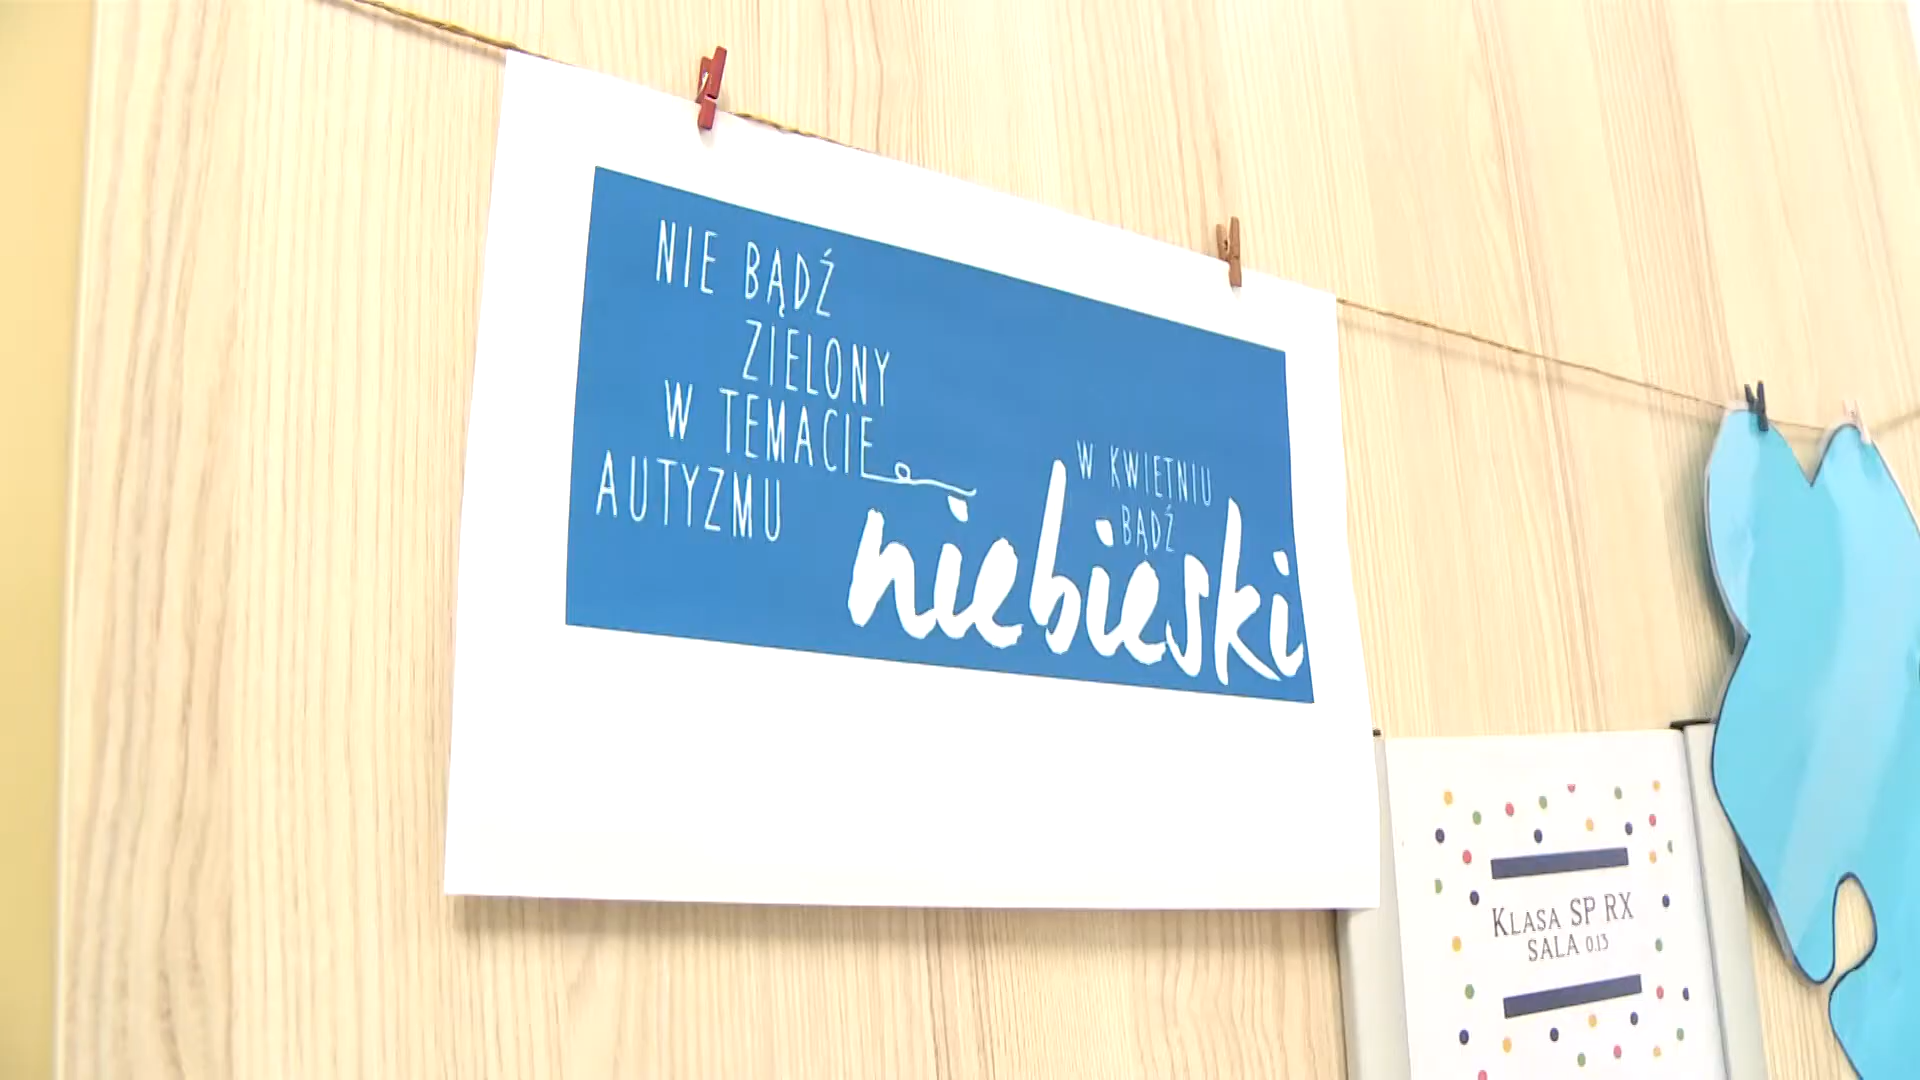 NIE BĄDŹ
ZIELONY
W TEMACIE
AUTYZMU
W KWIETNIU
BĄDŹ
niebieski
KLASA SP RX
SALA 0.13